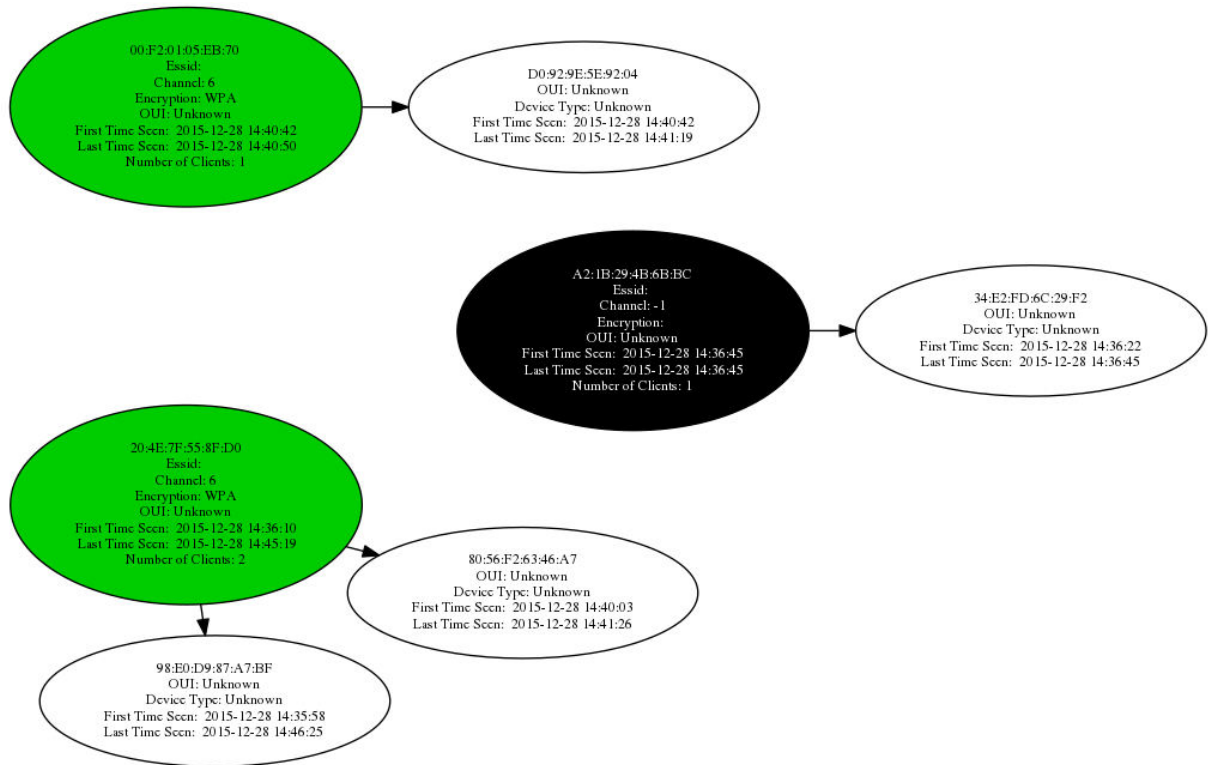 00:F2:01:05:EB:70
Essid:
Channel: 6
Encryption: WPA
OUI: Unknown
First Time Seen: 2015-12-28 14:40:42
Last Time Seen: 2015-12-28 14:40:50
Number of Clients: 1
D0:92:9E:5E:92:04
OUI: Unknown
Device Type: Unknown
First Time Seen: 2015-12-28 14:40:42
Last Time Seen: 2015-12-28 14:41:19
A2:1B:29:4B:6B:BC
Essid:
Channel: -1
Encryption:
OUI: Unknown
First Time Seen: 2015-12-28 14:36:45
Last Time Seen: 2015-12-28 14:36:45
Number of Clients: 1
34:E2:FD:6C:29:F2
OUI: Unknown
Device Type: Unknown
First Time Seen: 2015-12-28 14:36:22
Last Time Seen: 2015-12-28 14:36:45
20:4E:7F:55:8F:D0
Essid:
Channel: 6
Encryption: WPA
OUI: Unknown
First Time Seen: 2015-12-28 14:36:10
Last Time Seen: 2015-12-28 14:45:19
Number of Clients: 2
80:56:F2:63:46:A7
OUI: Unknown
Device Type: Unknown
First Time Seen: 2015-12-28 14:40:03
Last Time Seen: 2015-12-28 14:41:26
98:E0:D9:87:A7:BF
OUI: Unknown
Device Type: Unknown
First Time Seen: 2015-12-28 14:35:58
Last Time Seen: 2015-12-28 14:46:25